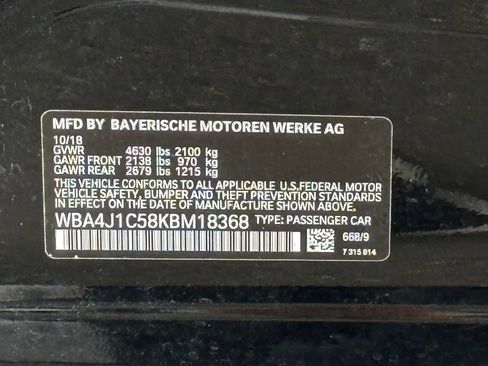 MFD BY BAYERISCHE MOTOREN WERKE AG
10/18
GVWR 4630 lbs 2100 kg
GAWR FRONT 2138 lbs 970 kg
GAWR REAR 2679 lbs 1215 kg
THIS VEHICLE CONFORMS TO ALL APPLICABLE U.S.FEDERAL MOTOR
VEHICLE SAFETY, BUMPER AND THEFT PREVENTION STANDARDS
IN EFFECT ON THE DATE OF MANUFACTURE SHOWN ABOVE.
WBA4J1C58KBM18368 TYPE: PASSENGER CAR
668/9
7 315 814